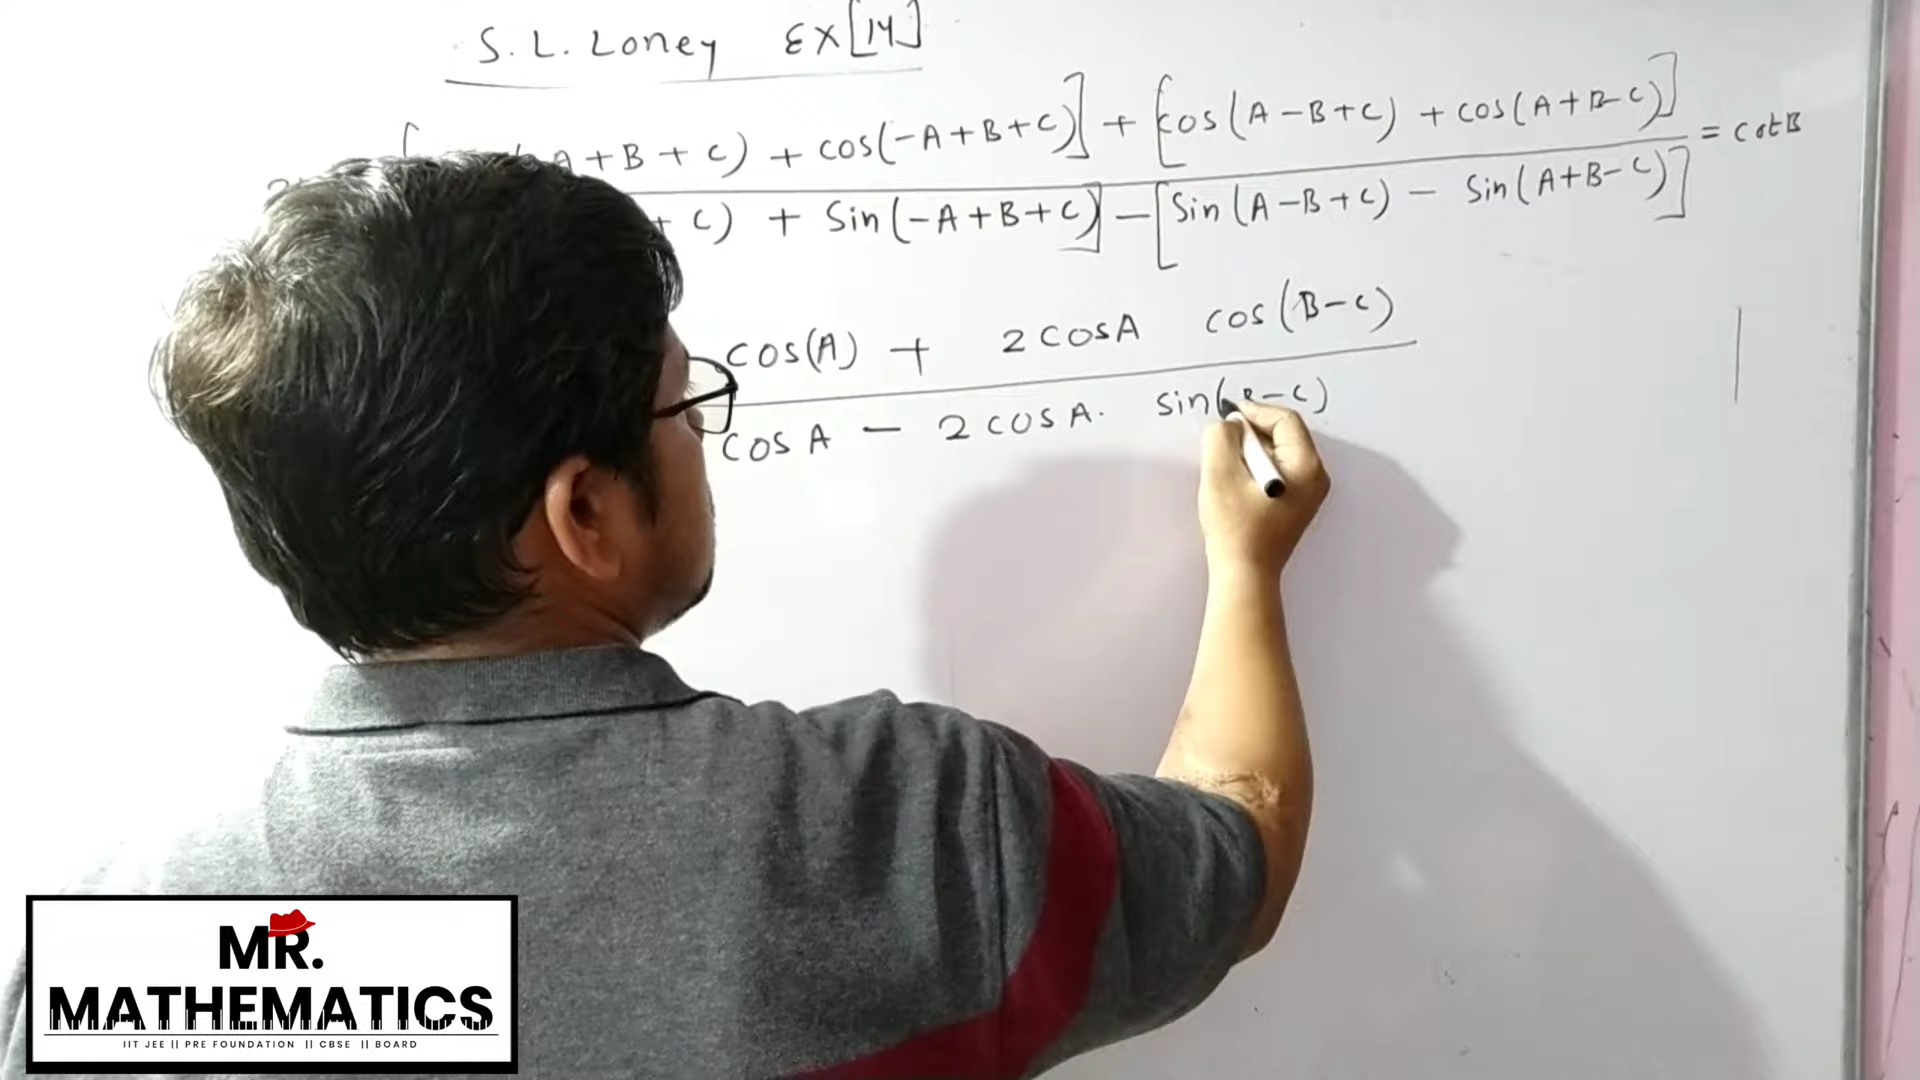 S. L. Loney EX [14]
A + B + C) + cos(-A + B + C)] + [cos(A - B + C) + cos(A + B - C)] = cot B
+ C) + Sin(-A + B + C)] - [Sin(A - B + C) - Sin(A + B - C)]
cos(A) + 2 cos A cos(B - C)
cos A - 2 cos A. sin(B - C)
MR.
MATHEMATICS
IIT JEE || PRE FOUNDATION || CBSE || BOARD